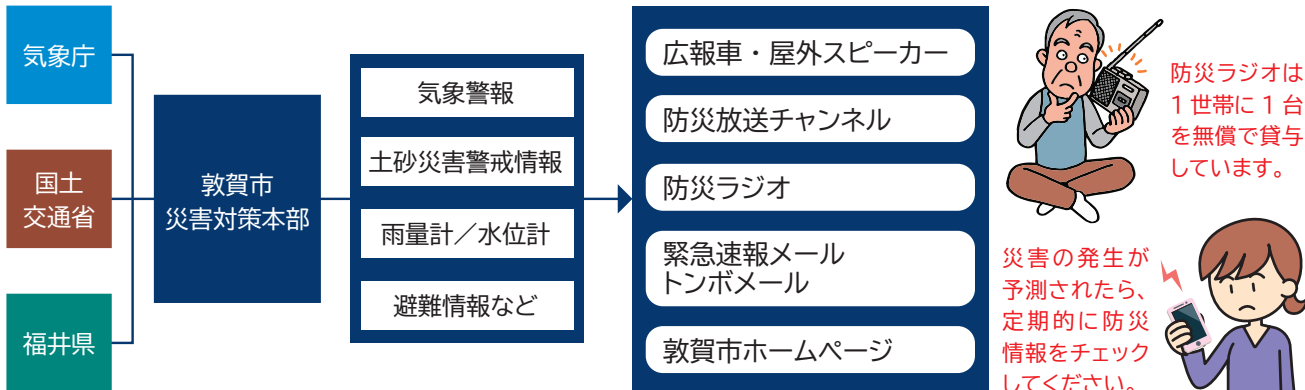 気象庁
国土
交通省
福井県
敦賀市
災害対策本部
気象警報
土砂災害警戒情報
雨量計／水位計
避難情報など
広報車・屋外スピーカー
防災放送チャンネル
防災ラジオ
緊急速報メール
トンボメール
敦賀市ホームページ
防災ラジオは
1世帯に1台
を無償で貸与
しています。
災害の発生が
予測されたら、
定期的に防災
情報をチェック
してください。